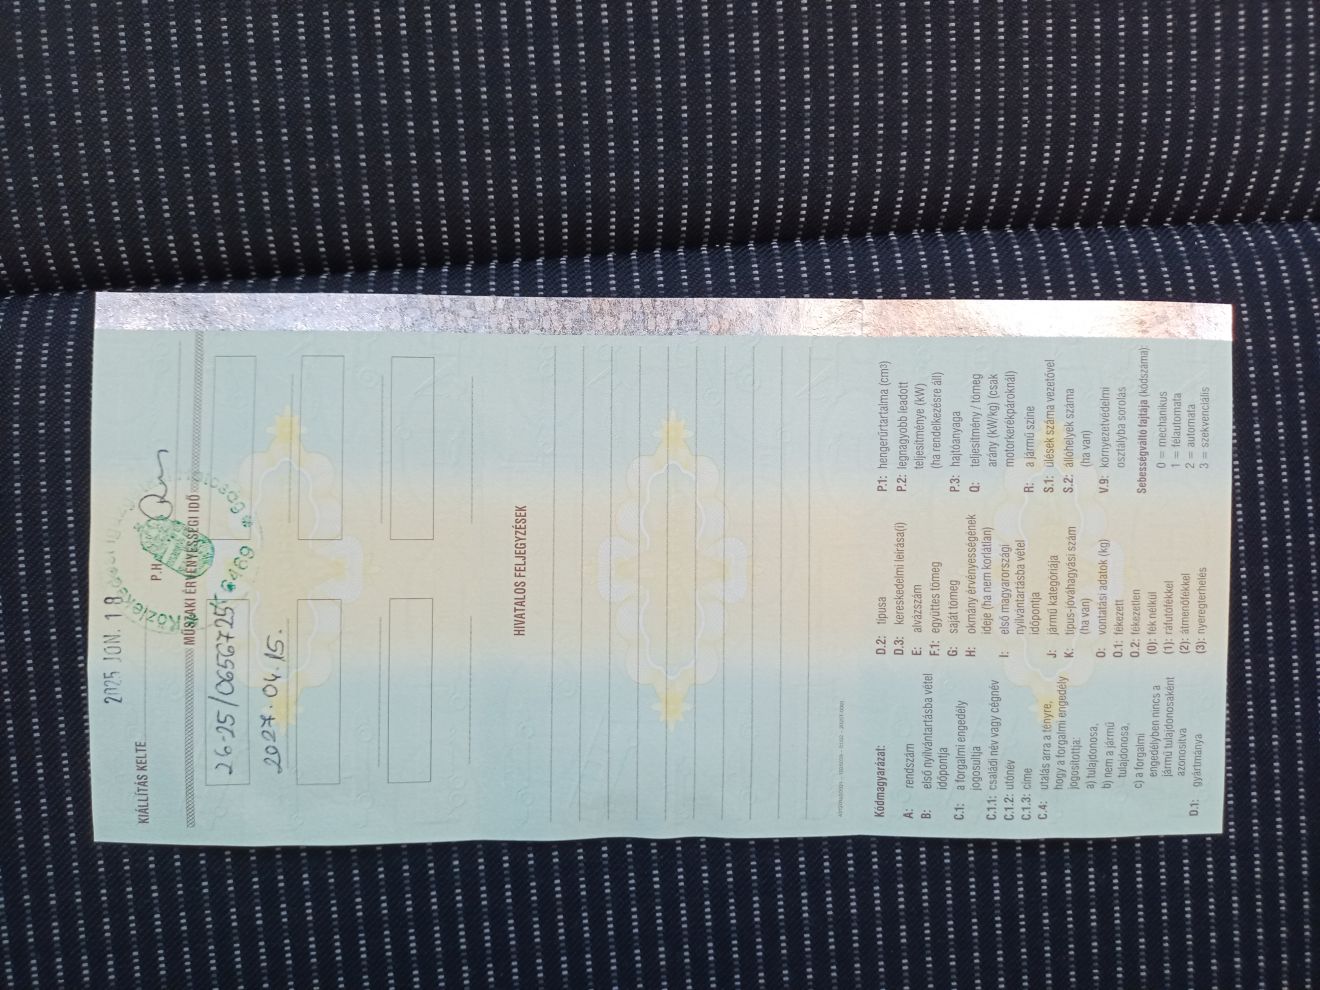 2025 JÚN. 18.
KIÁLLÍTÁS KELTE
P.H.
MŰSZAKI ÉRVÉNYESSÉGI IDŐ
26-25/0656725
2027.04.15.
HIVATALOS FELJEGYZÉSEK
Kódmagyarázat:
A: rendszám
B: első nyilvántartásba vétel
időpontja
C.1: a forgalmi engedély
jogosultja
C.1.1: családi név vagy cégnév
C.1.2: utónév
C.1.3: címe
C.4: utalás arra a tényre,
hogy a forgalmi engedély
jogosítottja:
a) tulajdonosa,
b) nem a jármű
tulajdonosa,
c) a forgalmi
engedélyben nincs a
jármű tulajdonosaként
azonosítva
D.1: gyártmánya
D.2: típusa
D.3: kereskedelmi leírása(i)
E: alvázszám
F.1: együttes tömeg
G: saját tömeg
H: okmány érvényességének
ideje (ha nem korlátlan)
I: első magyarországi
nyilvántartásba vétel
időpontja
J: jármű kategóriája
K: típus-jóváhagyási szám
(ha van)
O: vontatási adatok (kg)
O.1: fékezett
O.2: fékezetlen
(0): fék nélküli
(1): ráfutófékkel
(2): átmenőfékkel
(3): nyeregterhelés
P.1: hengerűrtartalma (cm³)
P.2: legnagyobb leadott
teljesítménye (kW)
(ha rendelkezésre áll)
P.3: hajtóanyaga
Q: teljesítmény / tömeg
arány (kW/kg) (csak
motorkerékpároknál)
R: a jármű színe
S.1: ülések száma vezetővel
S.2: állóhelyek száma
(ha van)
V.9: környezetvédelmi
osztályba sorolás
Sebességváltó fajtája (kódszáma):
0 = mechanikus
1 = félautomata
2 = automata
3 = szekvenciális